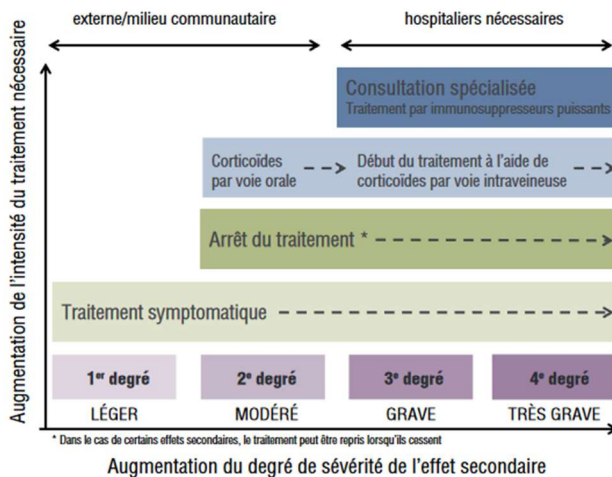 externe/milieu communautaire
hospitaliers nécessaires
Augmentation de l'intensité du traitement nécessaire
Consultation spécialisée
Traitement par immunosuppresseurs puissants
Corticoïdes
par voie orale
Début du traitement à l'aide de
corticoïdes par voie intraveineuse
Arrêt du traitement *
Traitement symptomatique
1er degré
2e degré
3e degré
4e degré
LÉGER
MODÉRÉ
GRAVE
TRÈS GRAVE
* Dans le cas de certains effets secondaires, le traitement peut être repris lorsqu'ils cessent
Augmentation du degré de sévérité de l'effet secondaire